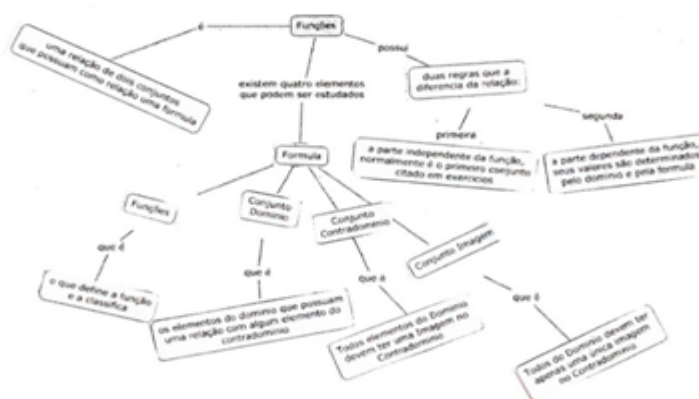 Funções
é
uma relação de dois conjuntos
que possuam como relação uma formula
existem quatro elementos
que podem ser estudados
possui
duas regras que a
diferencia da relação:
primeira
a parte independente da função,
normalmente é o primeiro conjunto
citado em exercícios
segunda
a parte dependente da função,
seus valores são determinados
pelo dominio e pela formula
Formula
Funções
que é
o que define a função
e a classifica
Conjunto
Dominio
que é
os elementos do dominio que possuam
uma relação com algum elemento do
contradominio
Conjunto
Contradominio
que é
Todos elementos do Dominio
devem ter uma Imagem no
Contradominio
Conjunto Imagem
que é
Todos do Dominio devem ter
apenas uma única imagem
no Contradominio